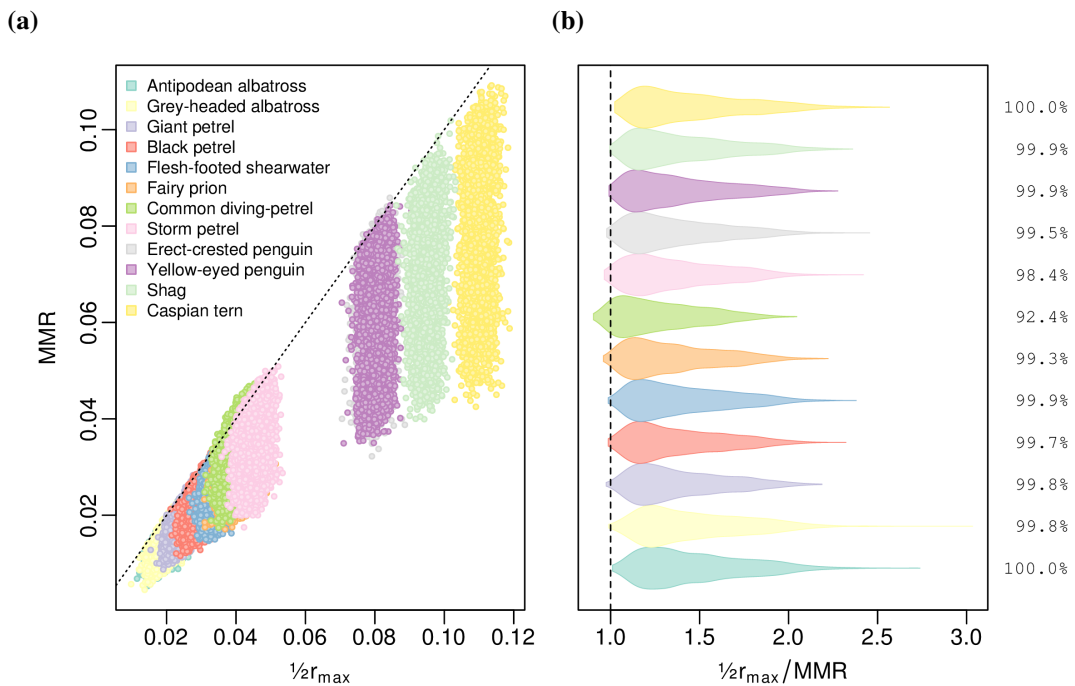 (a)
(b)
Antipodean albatross
Grey-headed albatross
Giant petrel
Black petrel
Flesh-footed shearwater
Fairy prion
Common diving-petrel
Storm petrel
Erect-crested penguin
Yellow-eyed penguin
Shag
Caspian tern
MMR
0.10
0.08
0.06
0.04
0.02
0.02
0.04
0.06
0.08
0.10
0.12
½rmax
100.0%
99.9%
99.9%
99.5%
98.4%
92.4%
99.3%
99.9%
99.7%
99.8%
99.8%
100.0%
1.0
1.5
2.0
2.5
3.0
½rmax/MMR